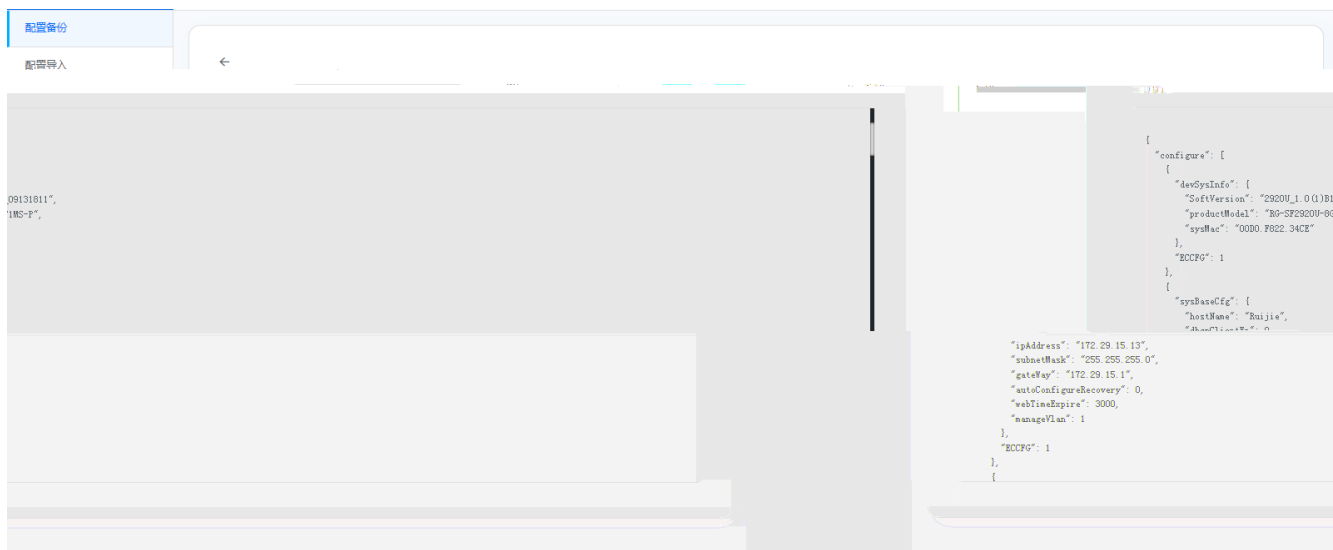 配置备份
配置导入
_09131811",
1MS-P",
{
"configure": [
{
"devSysInfo": {
"SoftVersion": "2920U_1.0(1)B1
"productModel": "RG-SF2920U-8G
"sysMac": "00D0.F822.34CE"
},
"ECCFG": 1
},
{
"sysBaseCfg": {
"hostName": "Ruijie",
"ipAddress": "172.29.15.13",
"subnetMask": "255.255.255.0",
"gateWay": "172.29.15.1",
"autoConfigureRecovery": 0,
"webTimeExpire": 3000,
"manageVlan": 1
},
"ECCFG": 1
},
{